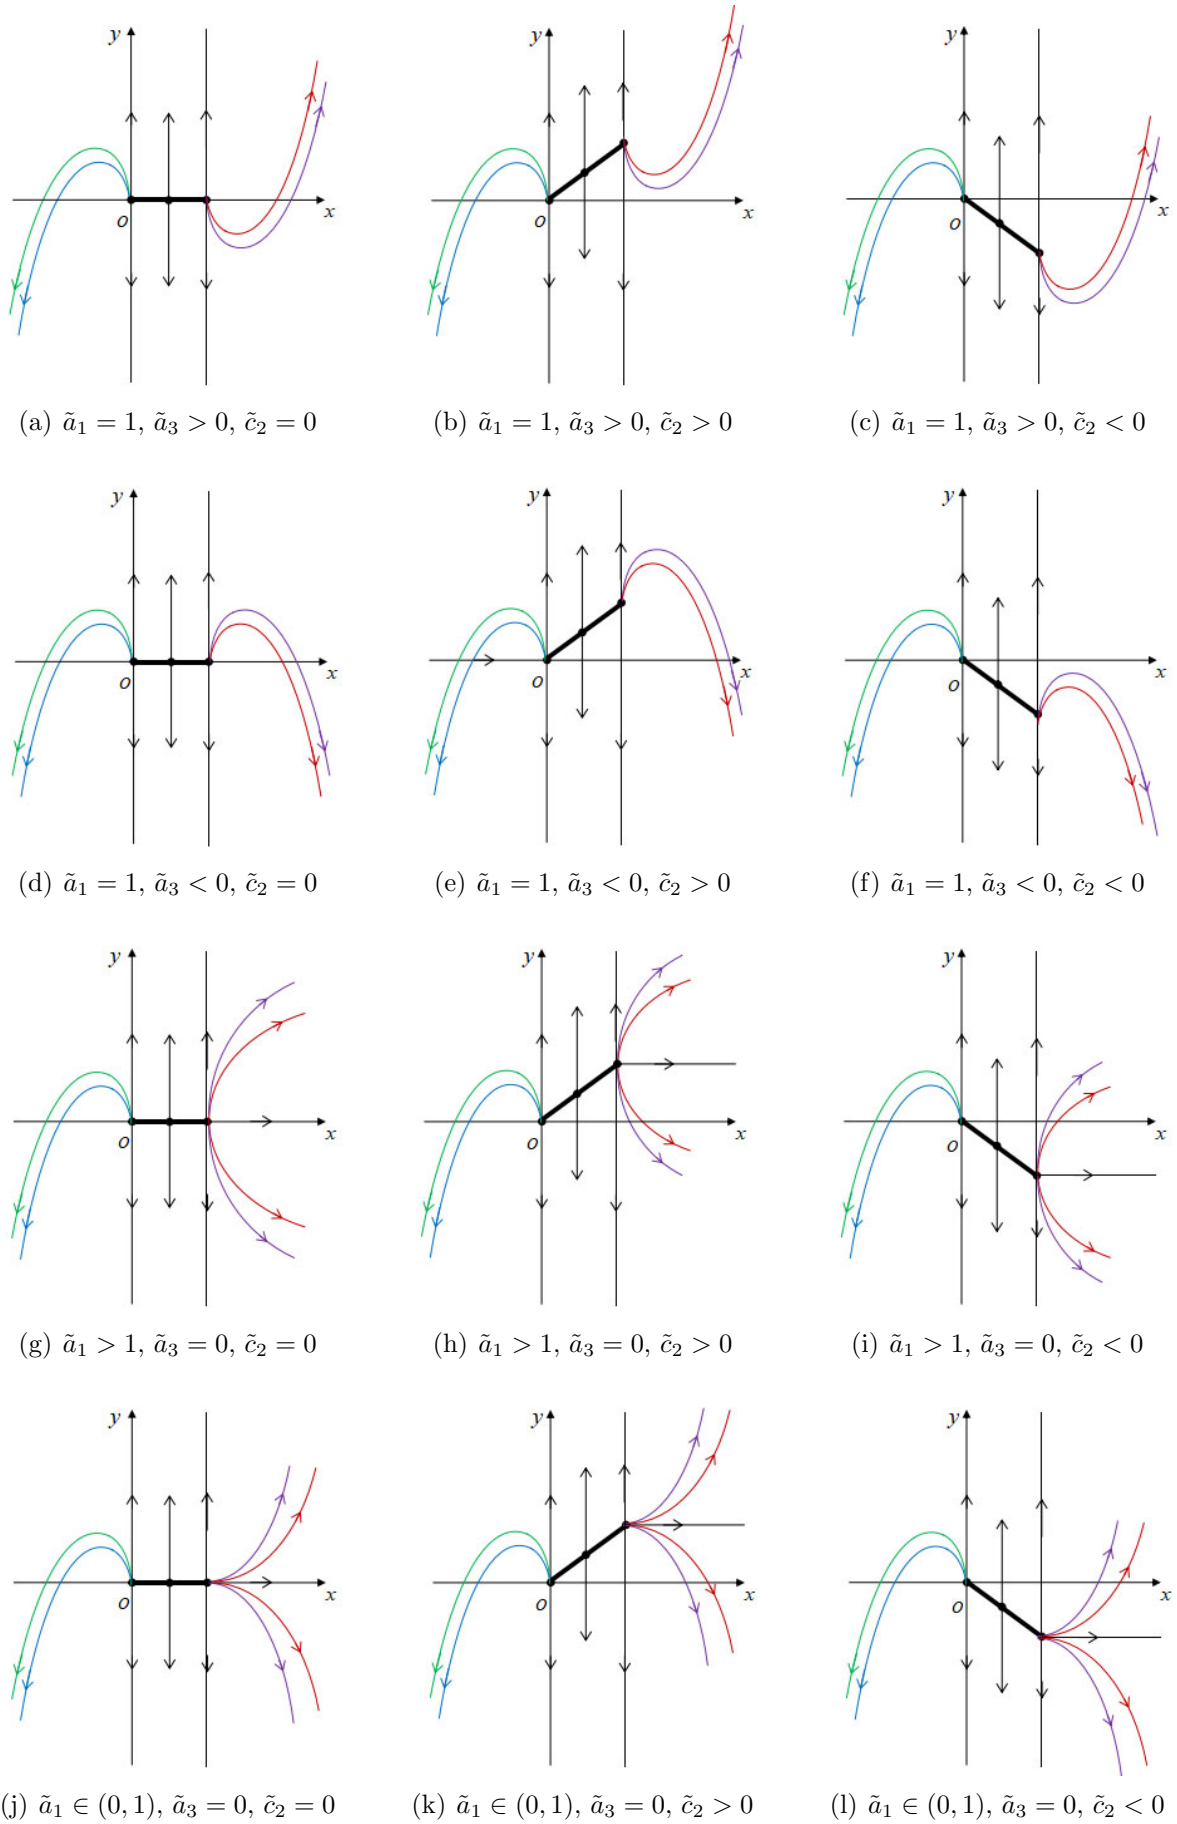 y y y
o x o x o x
(a) ã₁ = 1, ã₃ > 0, c̃₂ = 0 (b) ã₁ = 1, ã₃ > 0, c̃₂ > 0 (c) ã₁ = 1, ã₃ > 0, c̃₂ < 0
y y y
o x o x o x
(d) ã₁ = 1, ã₃ < 0, c̃₂ = 0 (e) ã₁ = 1, ã₃ < 0, c̃₂ > 0 (f) ã₁ = 1, ã₃ < 0, c̃₂ < 0
y y y
o x o x o x
(g) ã₁ > 1, ã₃ = 0, c̃₂ = 0 (h) ã₁ > 1, ã₃ = 0, c̃₂ > 0 (i) ã₁ > 1, ã₃ = 0, c̃₂ < 0
y y y
o x o x o x
(j) ã₁ ∈ (0, 1), ã₃ = 0, c̃₂ = 0 (k) ã₁ ∈ (0, 1), ã₃ = 0, c̃₂ > 0 (l) ã₁ ∈ (0, 1), ã₃ = 0, c̃₂ < 0